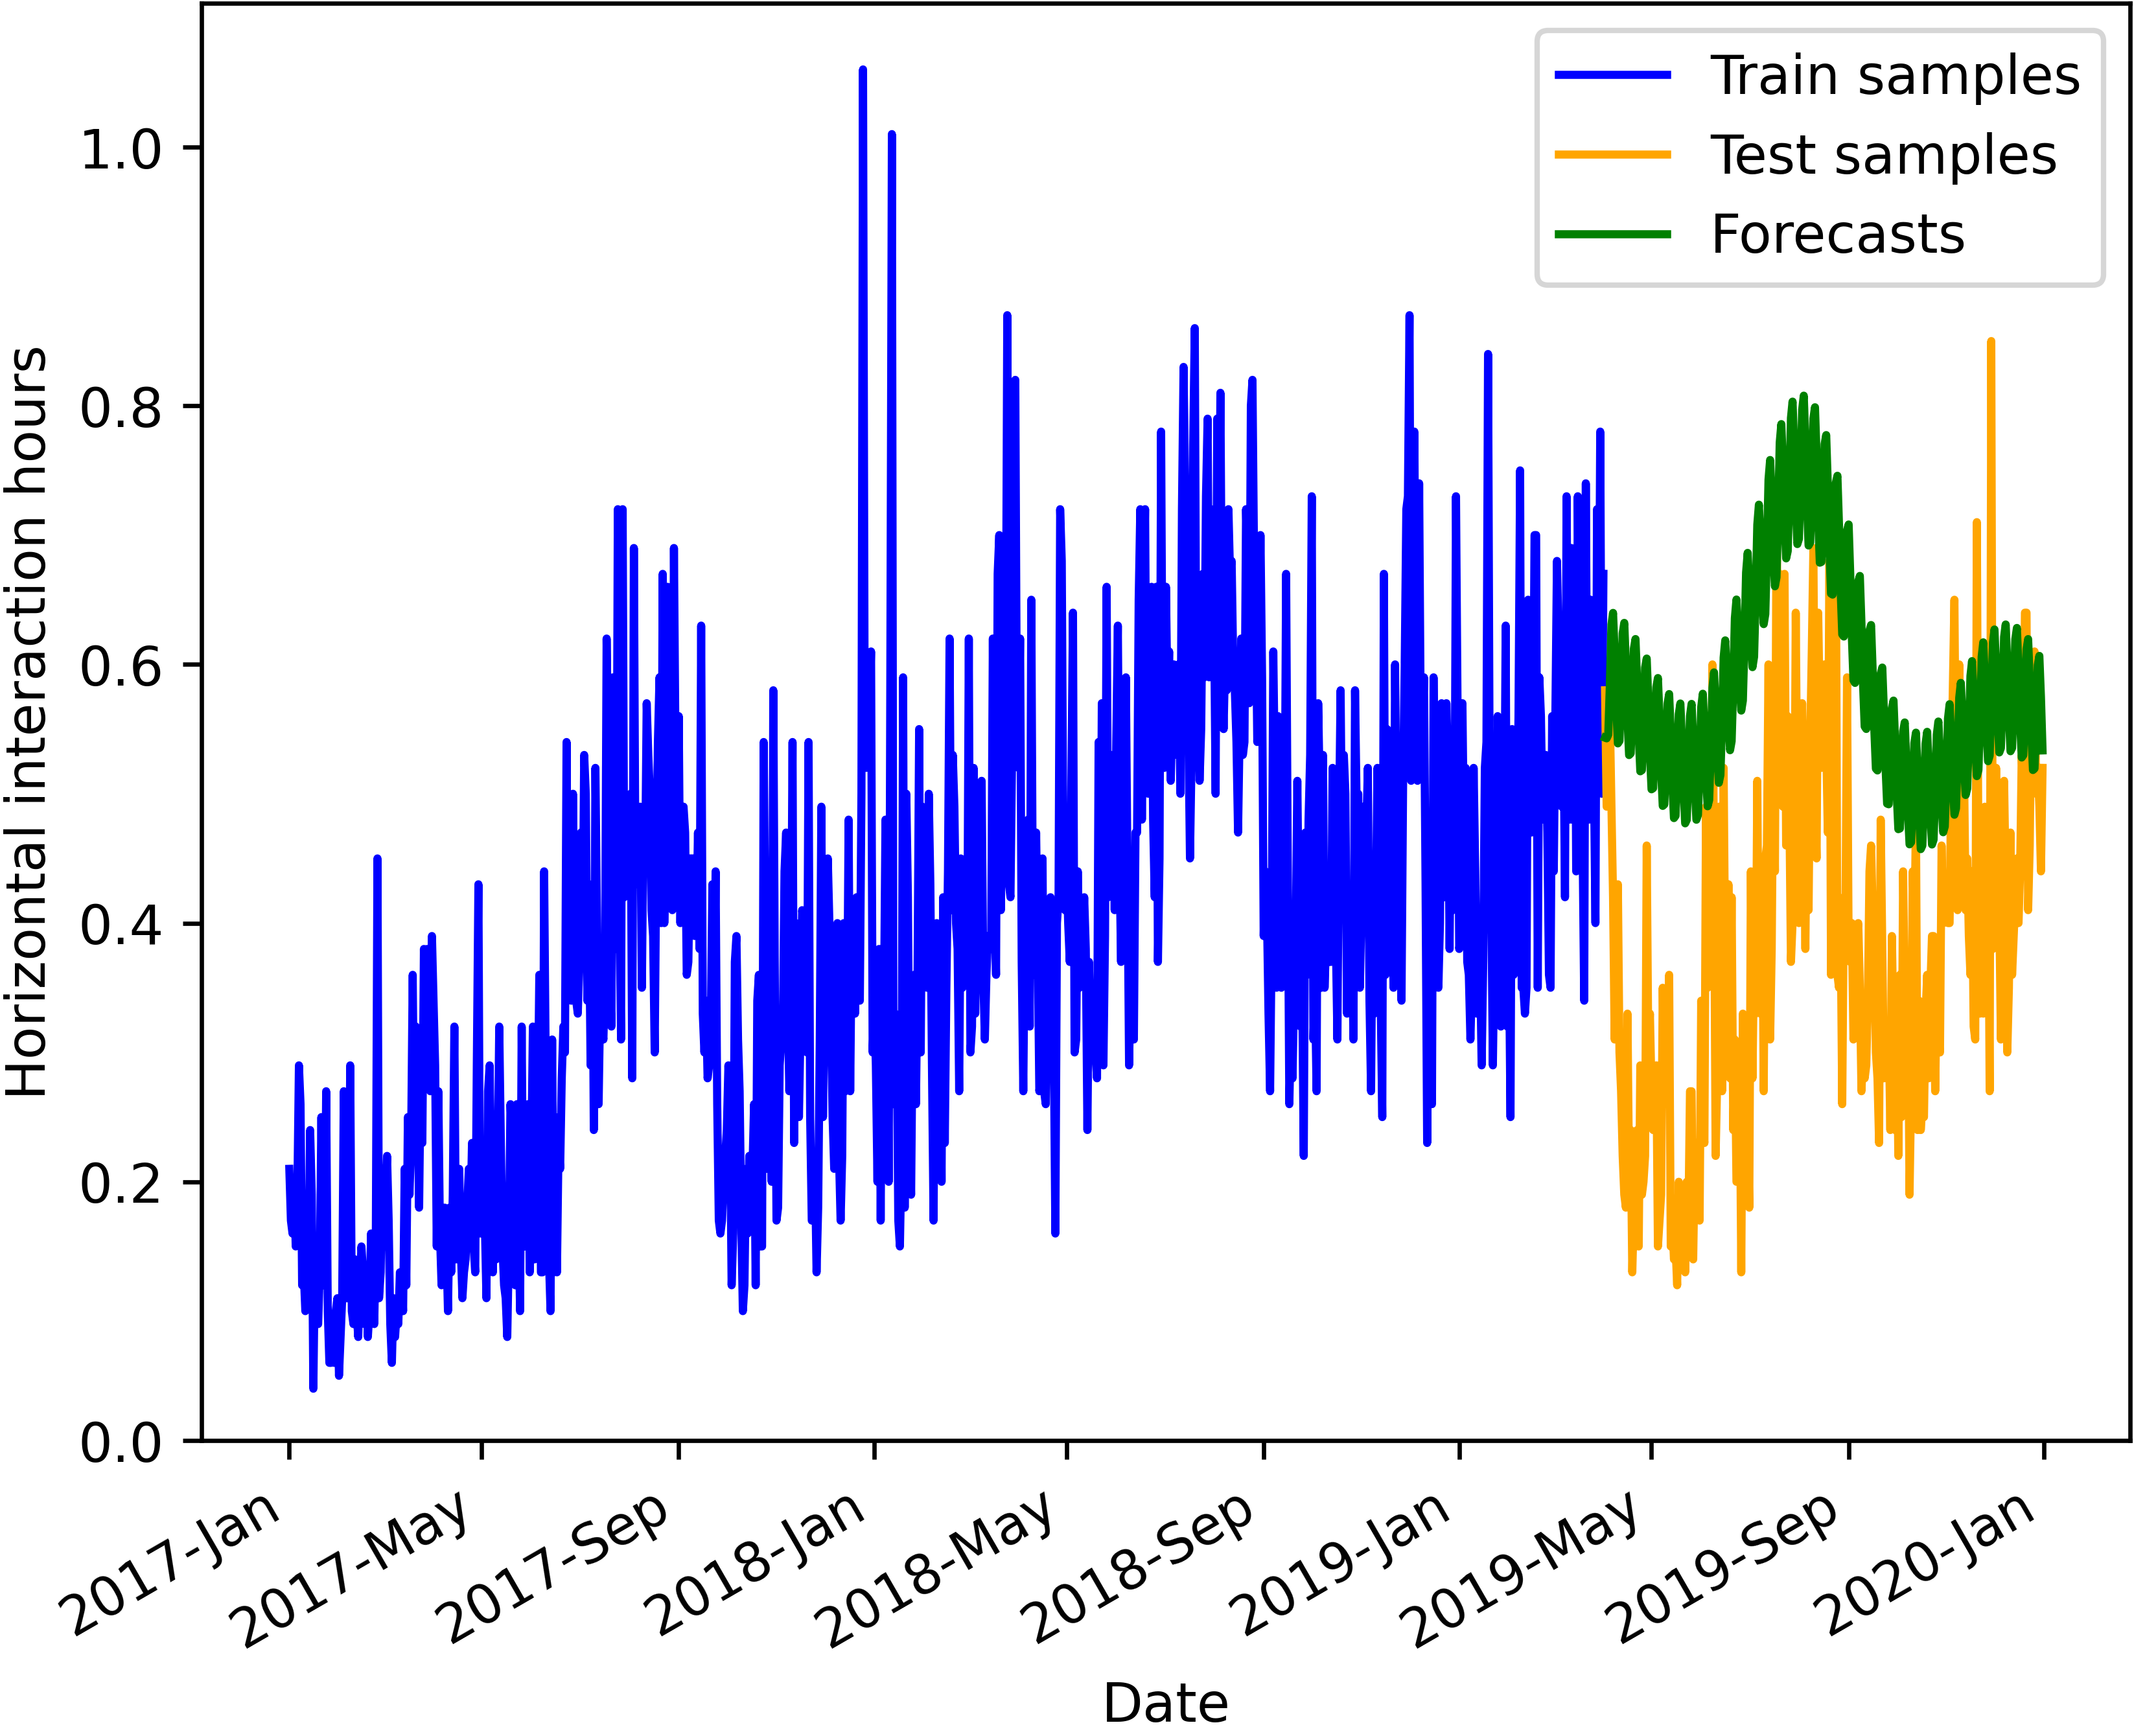 Train samples
Test samples
Forecasts
Horizontal interaction hours
1.0
0.8
0.6
0.4
0.2
0.0
2017-Jan
2017-May
2017-Sep
2018-Jan
2018-May
2018-Sep
2019-Jan
2019-May
2019-Sep
2020-Jan
Date